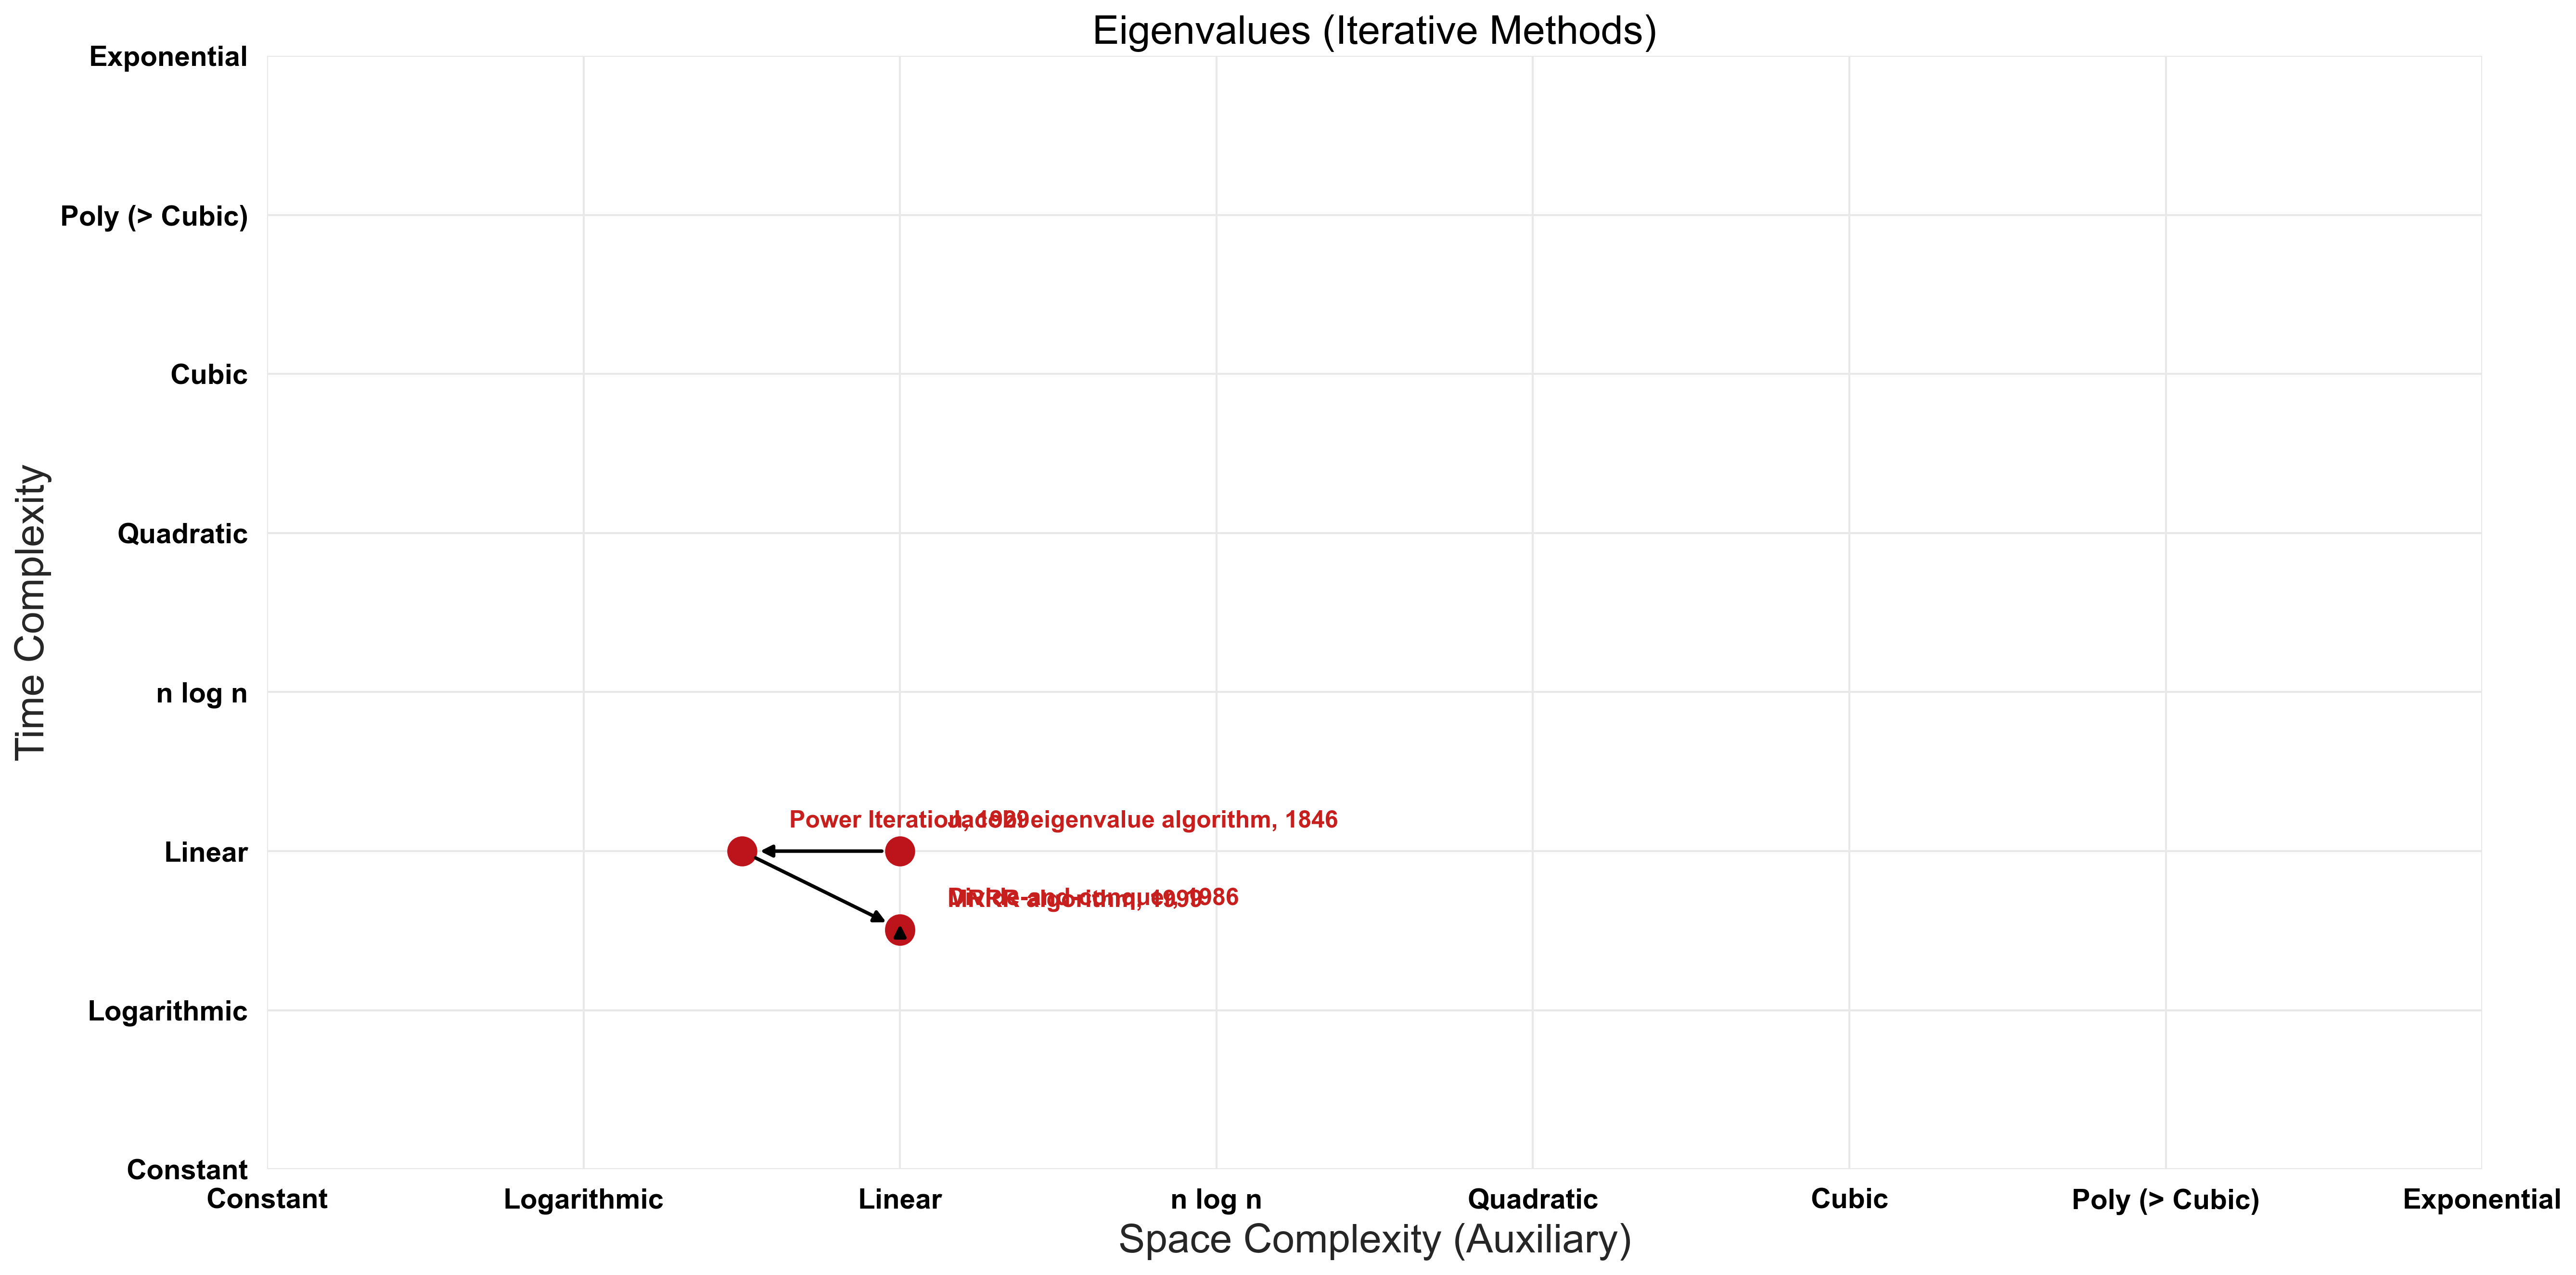 Eigenvalues (Iterative Methods)
Exponential
Poly (> Cubic)
Cubic
Quadratic
n log n
Linear
Logarithmic
Constant
Time Complexity
Power Iteration, 1929
Jacobi eigenvalue algorithm, 1846
Divide-and-conquer, 1986
MRRR algorithm, 1999
Constant
Logarithmic
Linear
n log n
Quadratic
Cubic
Poly (> Cubic)
Exponential
Space Complexity (Auxiliary)